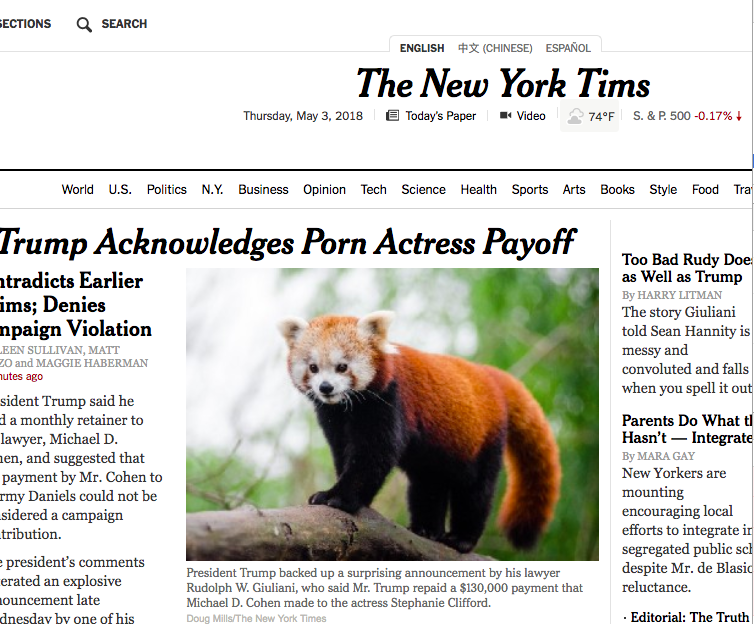 SECTIONS
SEARCH
ENGLISH 中文 (CHINESE) ESPAÑOL
The New York Tims
Thursday, May 3, 2018 Today's Paper Video 74°F S. & P. 500 -0.17%
World U.S. Politics N.Y. Business Opinion Tech Science Health Sports Arts Books Style Food Tra
Trump Acknowledges Porn Actress Payoff
ntradicts Earlier
ims; Denies
mpaign Violation
LEEN SULLIVAN, MATT
ZO and MAGGIE HABERMAN
nutes ago
sident Trump said he
d a monthly retainer to
lawyer, Michael D.
en, and suggested that
payment by Mr. Cohen to
rmy Daniels could not be
sidered a campaign
tribution.
e president's comments
erated an explosive
nouncement late
dnesday by one of his
President Trump backed up a surprising announcement by his lawyer
Rudolph W. Giuliani, who said Mr. Trump repaid a $130,000 payment that
Michael D. Cohen made to the actress Stephanie Clifford.
Doug Mills/The New York Times
Too Bad Rudy Does
as Well as Trump
By HARRY LITMAN
The story Giuliani
told Sean Hannity is
messy and
convoluted and falls
when you spell it out
Parents Do What th
Hasn't — Integrate
By MARA GAY
New Yorkers are
mounting
encouraging local
efforts to integrate in
segregated public sch
despite Mr. de Blasio
reluctance.
· Editorial: The Truth